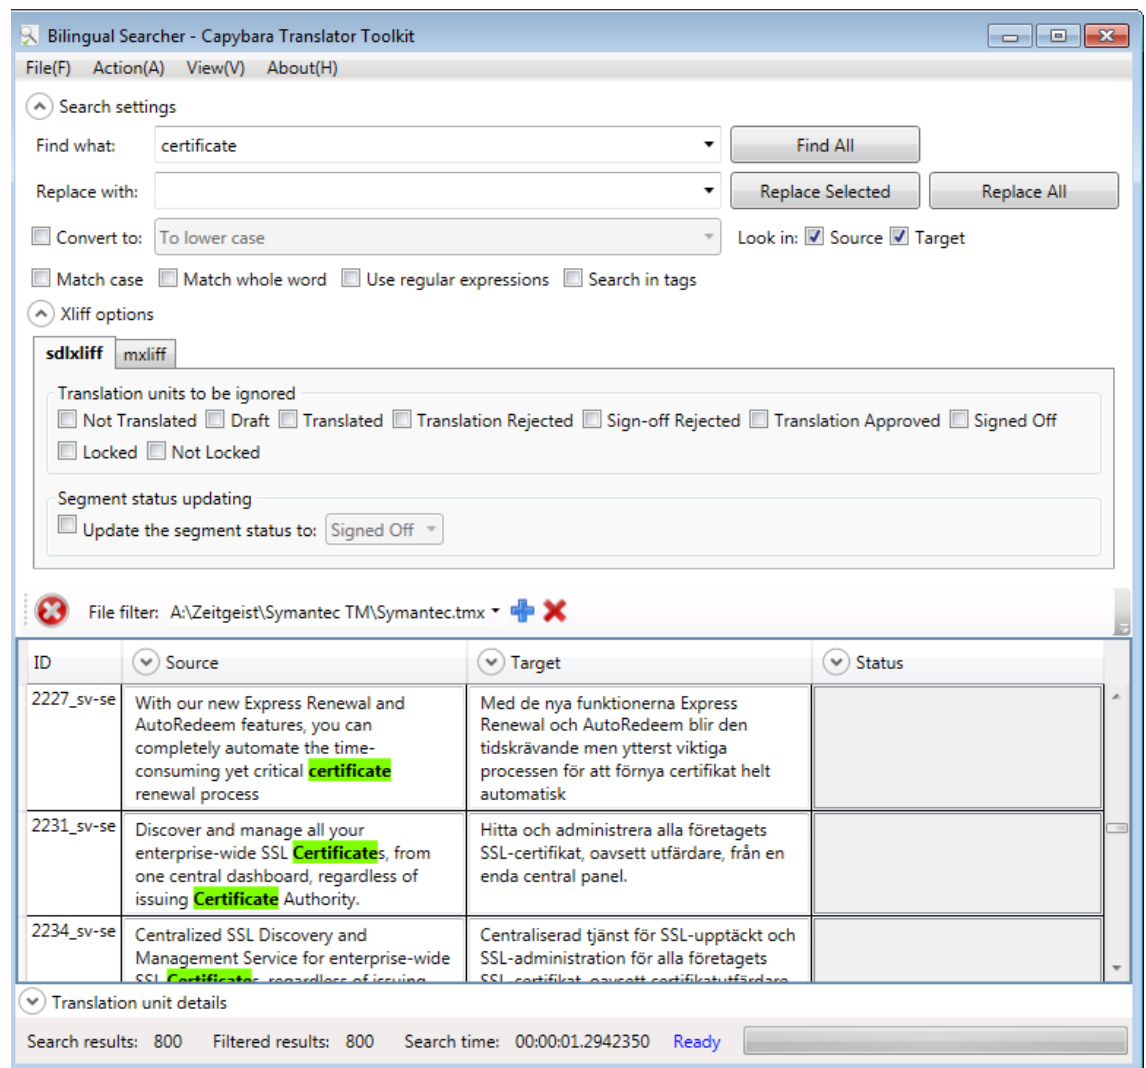 Bilingual Searcher - Capybara Translator Toolkit
File(F) Action(A) View(V) About(H)
Search settings
Find what: certificate Find All
Replace with: Replace Selected Replace All
Convert to: To lower case Look in: Source Target
Match case Match whole word Use regular expressions Search in tags
Xliff options
sdlxliff mxliff
Translation units to be ignored
Not Translated Draft Translated Translation Rejected Sign-off Rejected Translation Approved Signed Off
Locked Not Locked
Segment status updating
Update the segment status to: Signed Off
File filter: A:\Zeitgeist\Symantec TM\Symantec.tmx
ID Source Target Status
2227_sv-se
With our new Express Renewal and
AutoRedeem features, you can
completely automate the time-
consuming yet critical certificate
renewal process
Med de nya funktionerna Express
Renewal och AutoRedeem blir den
tidskrävande men ytterst viktiga
processen för att förnya certifikat helt
automatisk
2231_sv-se
Discover and manage all your
enterprise-wide SSL Certificates, from
one central dashboard, regardless of
issuing Certificate Authority.
Hitta och administrera alla företagets
SSL-certifikat, oavsett utfärdare, från en
enda central panel.
2234_sv-se
Centralized SSL Discovery and
Management Service for enterprise-wide
SSL Certificates, regardless of issuing
Centraliserad tjänst för SSL-upptäckt och
SSL-administration för alla företagets
SSL-certifikat, oavsett certifikatutfärdare
Translation unit details
Search results: 800 Filtered results: 800 Search time: 00:00:01.2942350 Ready